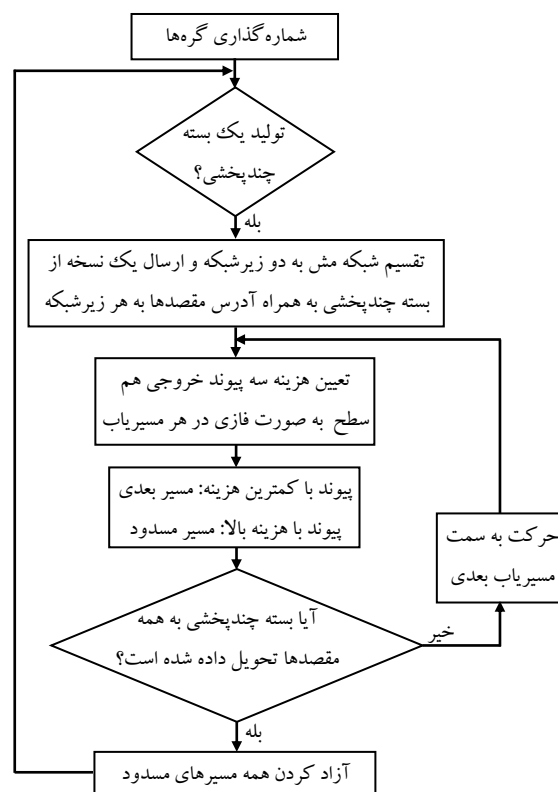 شماره‌گذاری گره‌ها
تولید یک بسته
چندپخشی؟
بله
تقسیم شبکه مش به دو زیرشبکه و ارسال یک نسخه از
بسته چندپخشی به همراه آدرس مقصدها به هر زیرشبکه
تعیین هزینه سه پیوند خروجی هم
سطح به صورت فازی در هر مسیریاب
پیوند با کمترین هزینه: مسیر بعدی
پیوند با هزینه بالا: مسیر مسدود
حرکت به سمت
مسیریاب بعدی
آیا بسته چندپخشی به همه
مقصدها تحویل داده شده است؟
خیر
بله
آزاد کردن همه مسیرهای مسدود